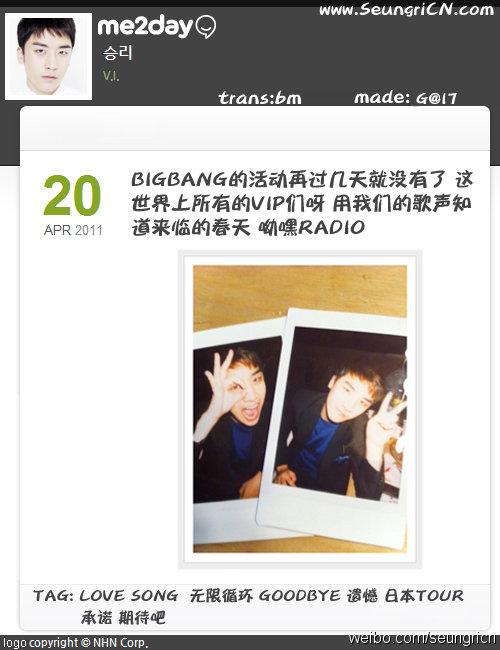 www.SeungriCN.com
me2day
승리
V.I.
trans:bm made: G@17
20
APR 2011
BIGBANG的活动再过几天就没有了 这
世界上所有的VIP们呀 用我们的歌声知
道来临的春天 呦嘿RADIO
TAG: LOVE SONG 无限循环 GOODBYE 遗憾 日本TOUR
承诺 期待吧
logo copyright © NHN Corp.
weibo.com/seungricn